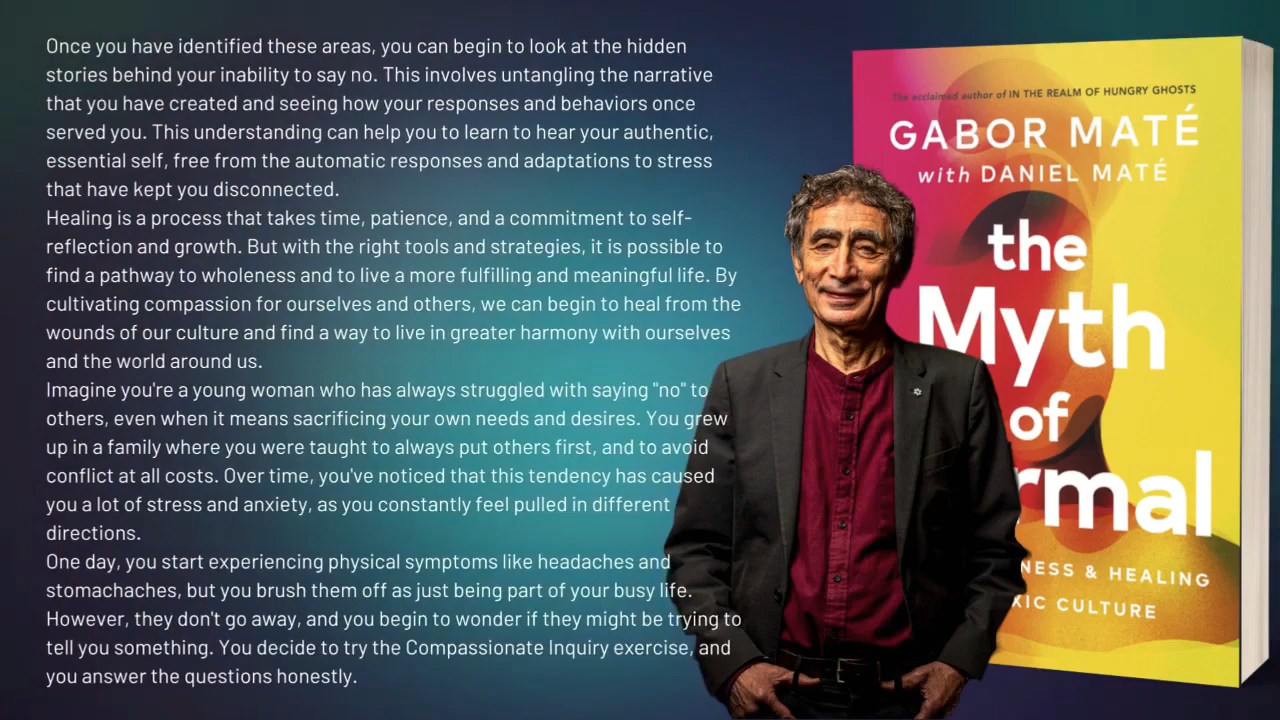 Once you have identified these areas, you can begin to look at the hidden
stories behind your inability to say no. This involves untangling the narrative
that you have created and seeing how your responses and behaviors once
served you. This understanding can help you to learn to hear your authentic,
essential self, free from the automatic responses and adaptations to stress
that have kept you disconnected.
Healing is a process that takes time, patience, and a commitment to self-
reflection and growth. But with the right tools and strategies, it is possible to
find a pathway to wholeness and to live a more fulfilling and meaningful life. By
cultivating compassion for ourselves and others, we can begin to heal from the
wounds of our culture and find a way to live in greater harmony with ourselves
and the world around us.
Imagine you're a young woman who has always struggled with saying "no" to
others, even when it means sacrificing your own needs and desires. You grew
up in a family where you were taught to always put others first, and to avoid
conflict at all costs. Over time, you've noticed that this tendency has caused
you a lot of stress and anxiety, as you constantly feel pulled in different
directions.
One day, you start experiencing physical symptoms like headaches and
stomachaches, but you brush them off as just being part of your busy life.
However, they don't go away, and you begin to wonder if they might be trying to
tell you something. You decide to try the Compassionate Inquiry exercise, and
you answer the questions honestly.
The acclaimed author of IN THE REALM OF HUNGRY GHOSTS
GABOR MATÉ
with DANIEL MATÉ
the
Myth
of
rmal
NESS & HEALING
XIC CULTURE